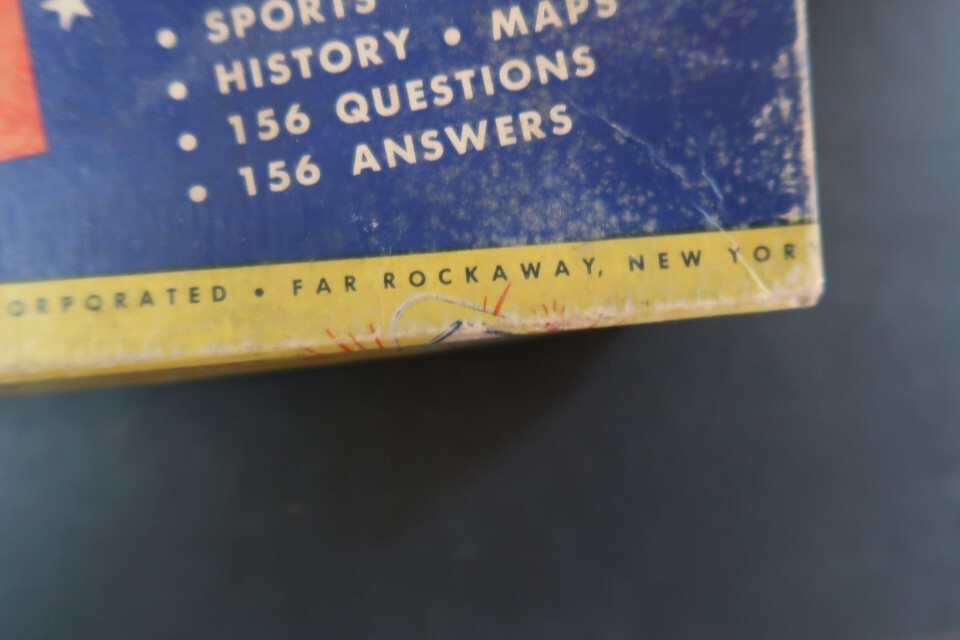 • SPORTS
• HISTORY • MAPS
• 156 QUESTIONS
• 156 ANSWERS
ORPORATED • FAR ROCKAWAY, NEW YOR